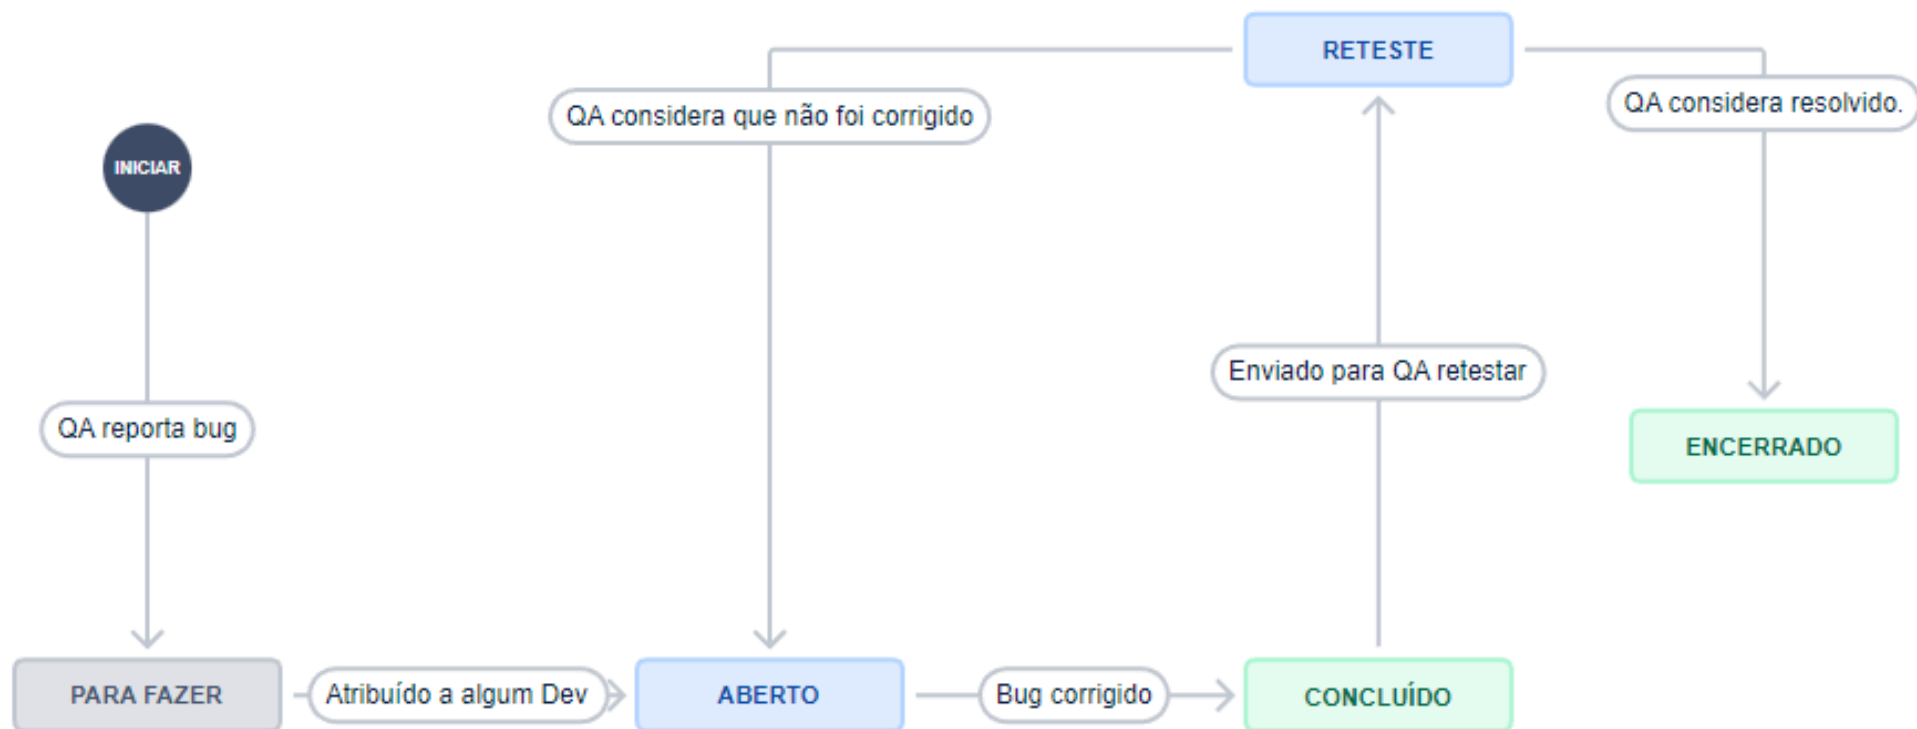 RETESTE
QA considera que não foi corrigido
QA considera resolvido.
INICIAR
Enviado para QA retestar
QA reporta bug
ENCERRADO
PARA FAZER
Atribuído a algum Dev
ABERTO
Bug corrigido
CONCLUÍDO